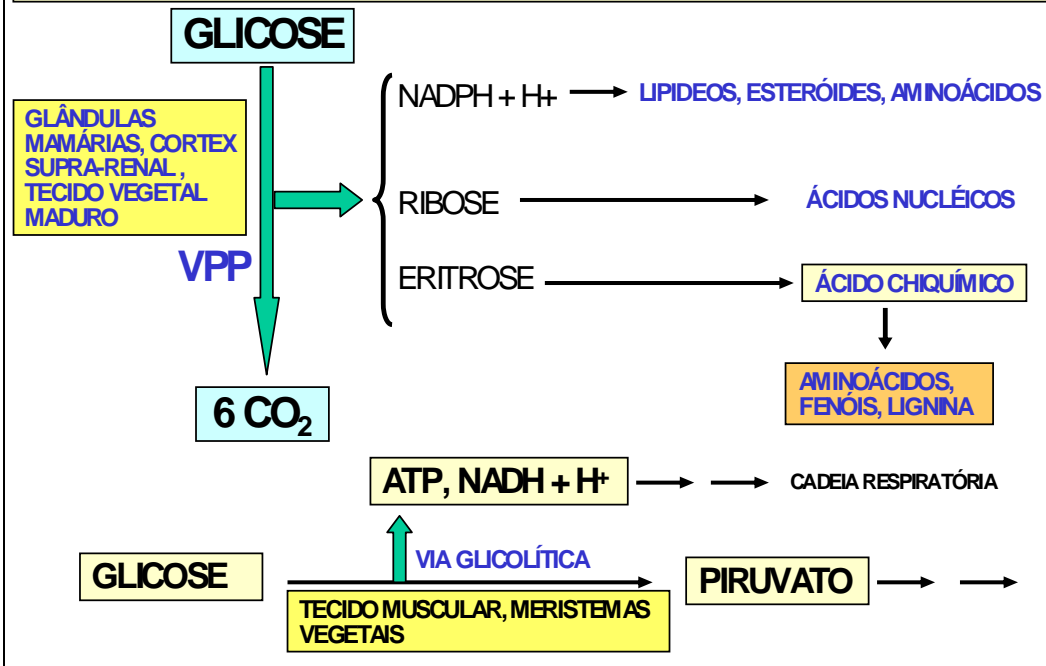 GLICOSE
NADPH + H+
LIPIDEOS, ESTERÓIDES, AMINOÁCIDOS
GLÂNDULAS
MAMÁRIAS, CORTEX
SUPRA-RENAL ,
TECIDO VEGETAL
MADURO
RIBOSE
ÁCIDOS NUCLÉICOS
VPP
ERITROSE
ÁCIDO CHIQUÍMICO
AMINOÁCIDOS,
FENÓIS, LIGNINA
6 CO₂
ATP, NADH + H⁺
CADEIA RESPIRATÓRIA
VIA GLICOLÍTICA
GLICOSE
PIRUVATO
TECIDO MUSCULAR, MERISTEMAS
VEGETAIS